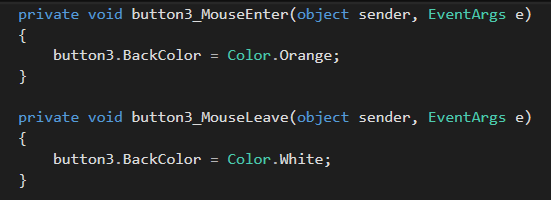 private void button3_MouseEnter(object sender, EventArgs e)
{
    button3.BackColor = Color.Orange;
}

private void button3_MouseLeave(object sender, EventArgs e)
{
    button3.BackColor = Color.White;
}